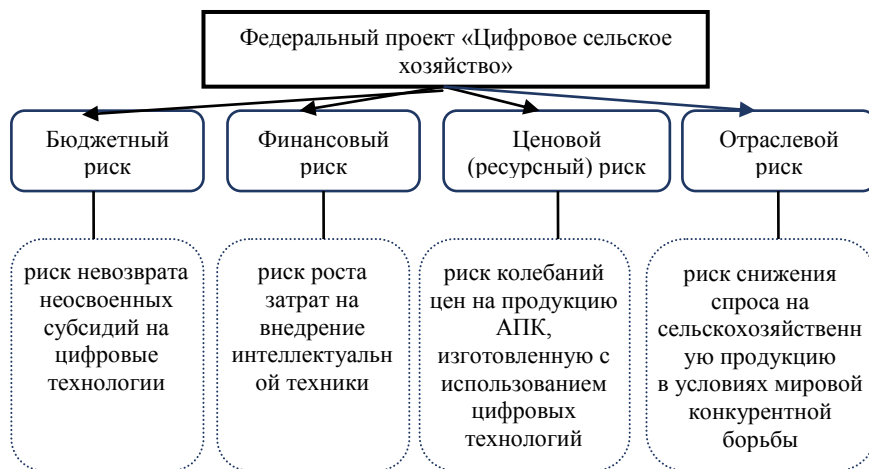 Федеральный проект «Цифровое сельское
хозяйство»
Бюджетный
риск
Финансовый
риск
Ценовой
(ресурсный) риск
Отраслевой
риск
риск невозврата
неосвоенных
субсидий на
цифровые
технологии
риск роста
затрат на
внедрение
интеллектуальн
ой техники
риск колебаний
цен на продукцию
АПК,
изготовленную с
использованием
цифровых
технологий
риск снижения
спроса на
сельскохозяйственн
ую продукцию
в условиях мировой
конкурентной
борьбы